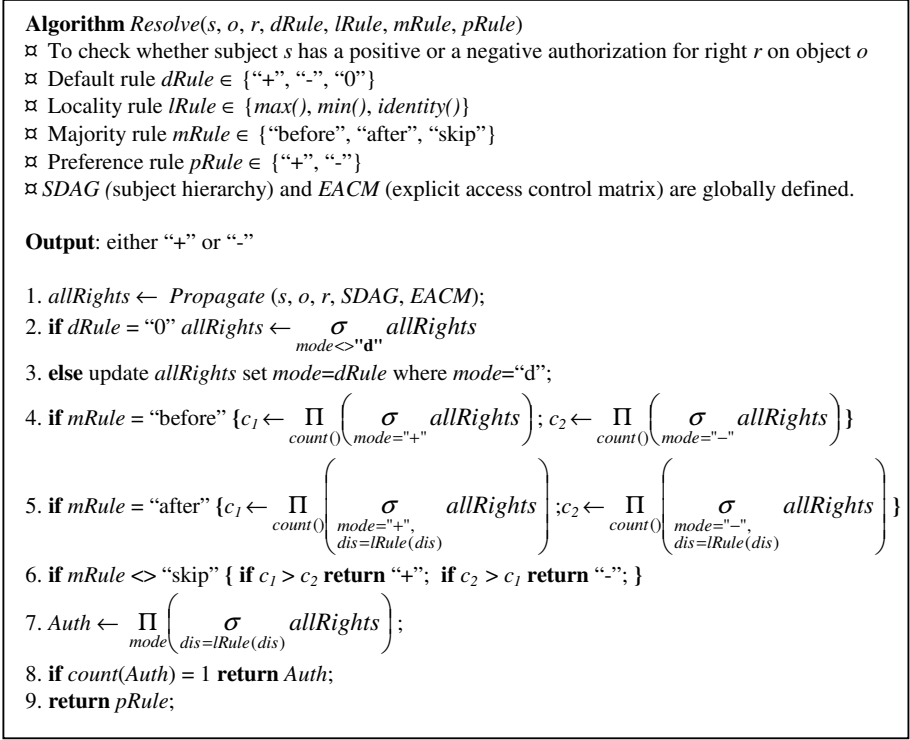 Algorithm Resolve(s, o, r, dRule, lRule, mRule, pRule)
¤ To check whether subject s has a positive or a negative authorization for right r on object o
¤ Default rule dRule ∈ {“+”, “-”, “0”}
¤ Locality rule lRule ∈ {max(), min(), identity()}
¤ Majority rule mRule ∈ {“before”, “after”, “skip”}
¤ Preference rule pRule ∈ {“+”, “-”}
¤ SDAG (subject hierarchy) and EACM (explicit access control matrix) are globally defined.
Output: either “+” or “-”
1. allRights ← Propagate (s, o, r, SDAG, EACM);
2. if dRule = “0” allRights ← σ mode<>"d" allRights
3. else update allRights set mode=dRule where mode=“d”;
4. if mRule = “before” {c₁ ← Π count() ( σ mode="+" allRights ) ; c₂ ← Π count() ( σ mode="−" allRights ) }
5. if mRule = “after” {c₁ ← Π count() ( σ mode="+", dis=lRule(dis) allRights ) ;c₂ ← Π count() ( σ mode="−", dis=lRule(dis) allRights ) }
6. if mRule <> “skip” { if c₁ > c₂ return “+”; if c₂ > c₁ return “-”; }
7. Auth ← Π mode ( σ dis=lRule(dis) allRights ) ;
8. if count(Auth) = 1 return Auth;
9. return pRule;